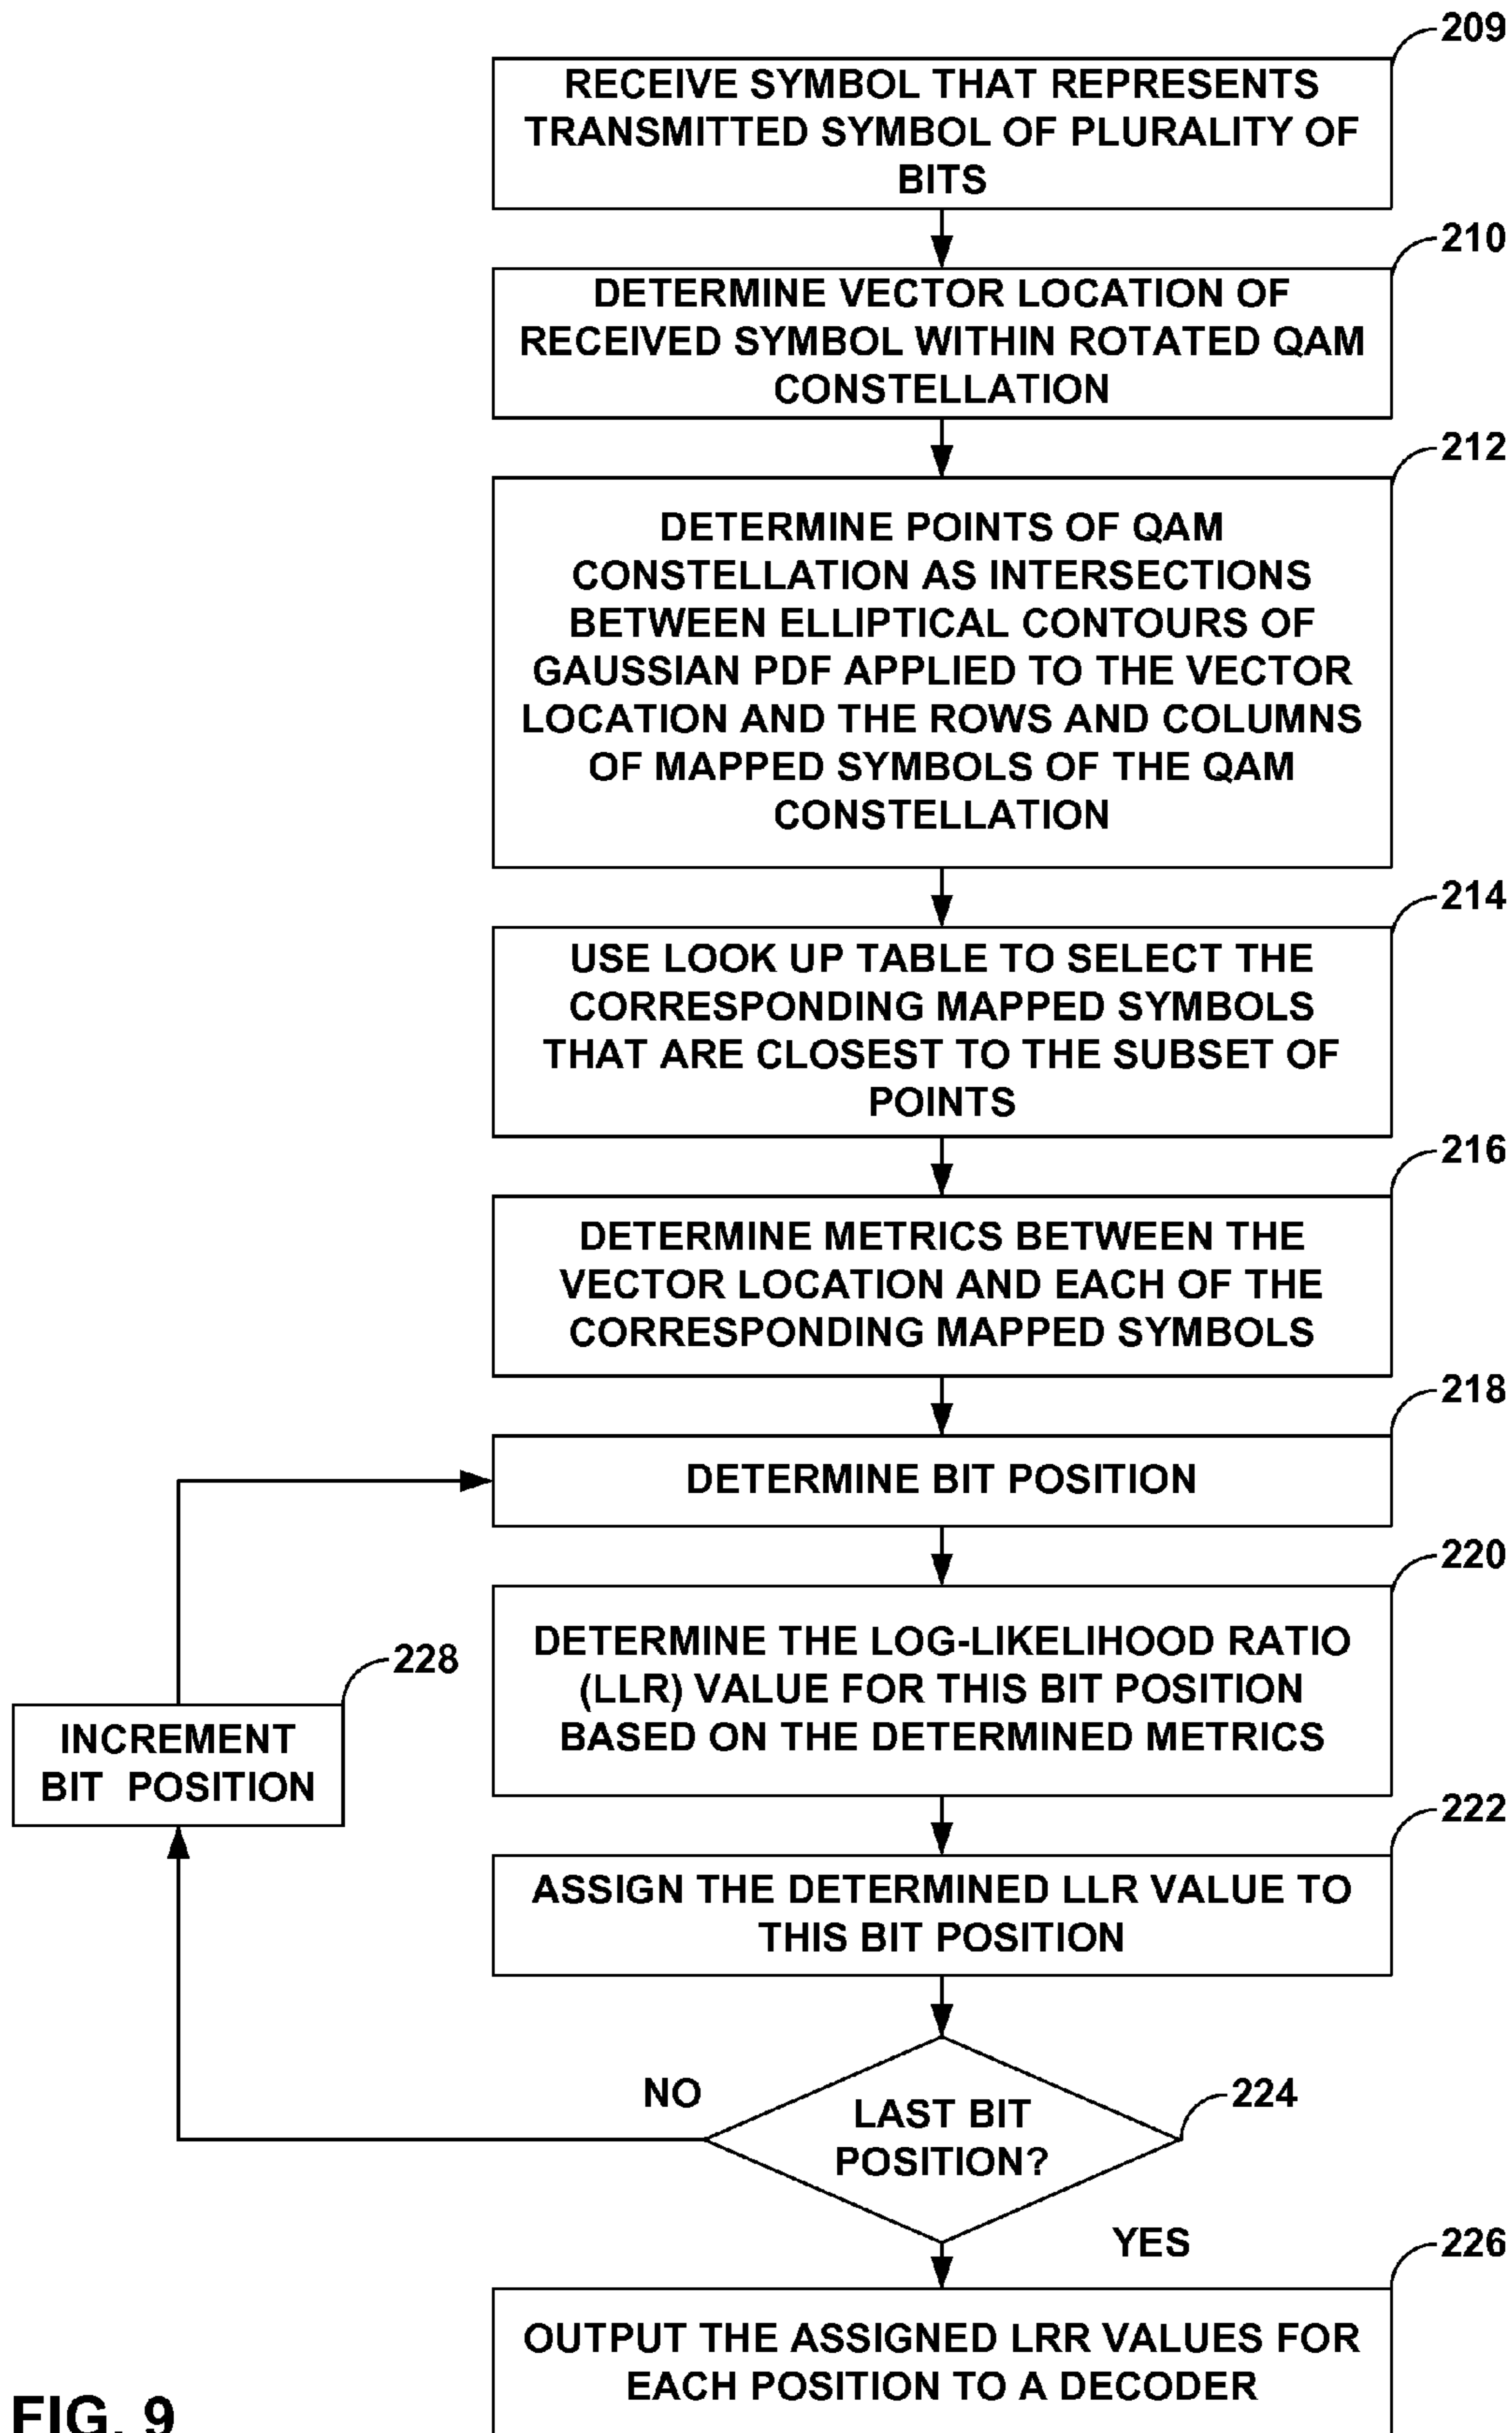 209
RECEIVE SYMBOL THAT REPRESENTS
TRANSMITTED SYMBOL OF PLURALITY OF
BITS
210
DETERMINE VECTOR LOCATION OF
RECEIVED SYMBOL WITHIN ROTATED QAM
CONSTELLATION
212
DETERMINE POINTS OF QAM
CONSTELLATION AS INTERSECTIONS
BETWEEN ELLIPTICAL CONTOURS OF
GAUSSIAN PDF APPLIED TO THE VECTOR
LOCATION AND THE ROWS AND COLUMNS
OF MAPPED SYMBOLS OF THE QAM
CONSTELLATION
214
USE LOOK UP TABLE TO SELECT THE
CORRESPONDING MAPPED SYMBOLS
THAT ARE CLOSEST TO THE SUBSET OF
POINTS
216
DETERMINE METRICS BETWEEN THE
VECTOR LOCATION AND EACH OF THE
CORRESPONDING MAPPED SYMBOLS
218
DETERMINE BIT POSITION
220
DETERMINE THE LOG-LIKELIHOOD RATIO
(LLR) VALUE FOR THIS BIT POSITION
BASED ON THE DETERMINED METRICS
228
INCREMENT
BIT POSITION
222
ASSIGN THE DETERMINED LLR VALUE TO
THIS BIT POSITION
NO
224
LAST BIT
POSITION?
YES
226
OUTPUT THE ASSIGNED LRR VALUES FOR
EACH POSITION TO A DECODER
FIG. 9